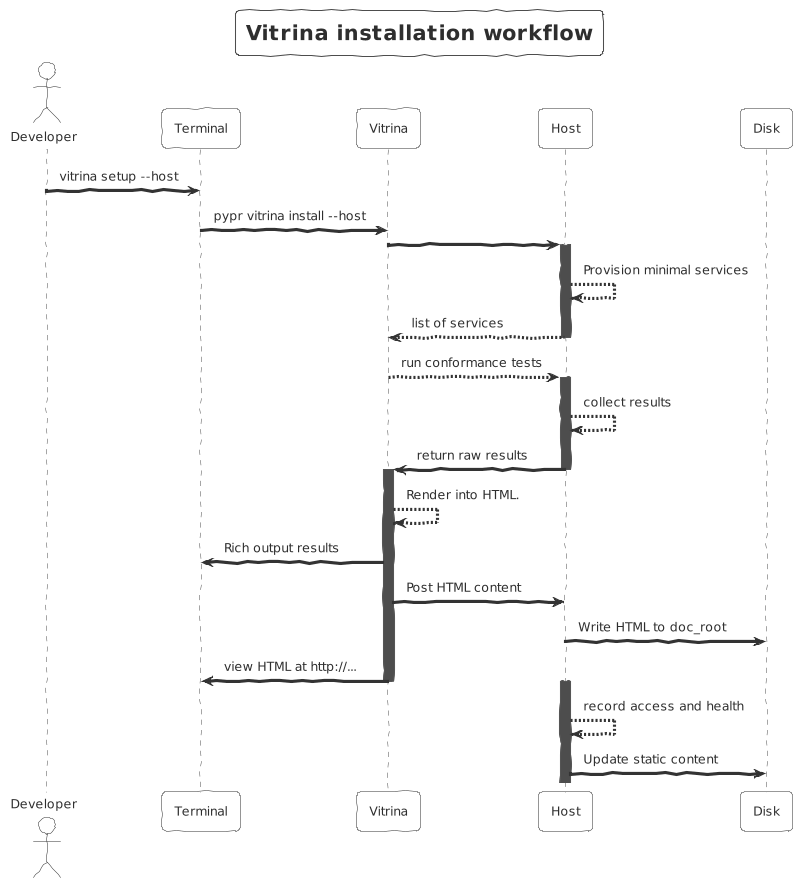 Vitrina installation workflow
Developer
Terminal
Vitrina
Host
Disk
vitrina setup --host
pypr vitrina install --host
Provision minimal services
list of services
run conformance tests
collect results
return raw results
Render into HTML.
Rich output results
Post HTML content
Write HTML to doc_root
view HTML at http://...
record access and health
Update static content
Developer
Terminal
Vitrina
Host
Disk